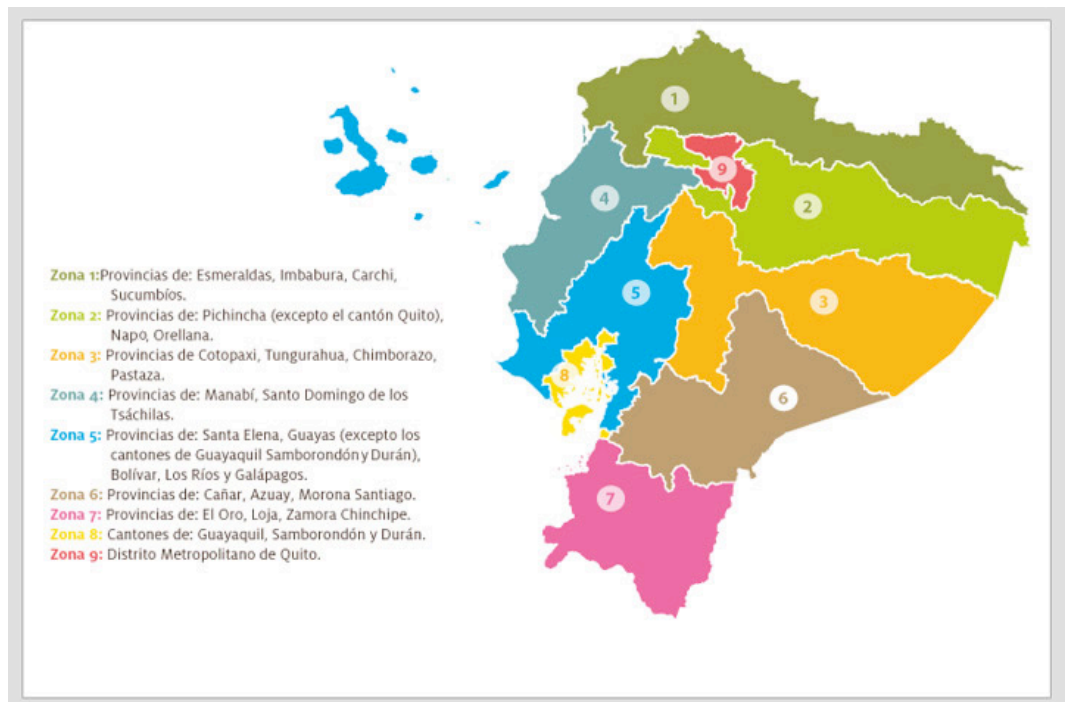 1
9
4
2
5
3
8
6
7
Zona 1:Provincias de: Esmeraldas, Imbabura, Carchi,
Sucumbíos.
Zona 2: Provincias de: Pichincha (excepto el cantón Quito),
Napo, Orellana.
Zona 3: Provincias de Cotopaxi, Tungurahua, Chimborazo,
Pastaza.
Zona 4: Provincias de: Manabí, Santo Domingo de los
Tsáchilas.
Zona 5: Provincias de: Santa Elena, Guayas (excepto los
cantones de Guayaquil Samborondón y Durán),
Bolívar, Los Ríos y Galápagos.
Zona 6: Provincias de: Cañar, Azuay, Morona Santiago.
Zona 7: Provincias de: El Oro, Loja, Zamora Chinchipe.
Zona 8: Cantones de: Guayaquil, Samborondón y Durán.
Zona 9: Distrito Metropolitano de Quito.